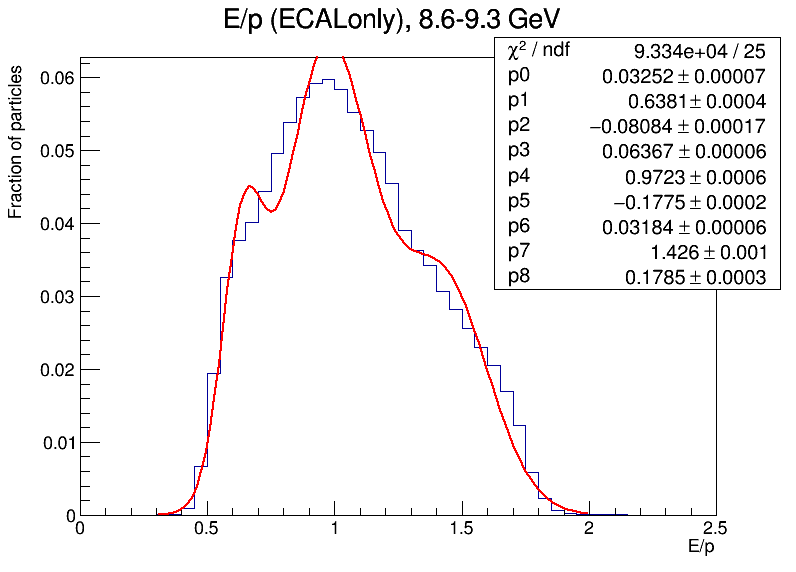 E/p (ECALonly), 8.6-9.3 GeV
χ² / ndf 9.334e+04 / 25
p0 0.03252 ± 0.00007
p1 0.6381 ± 0.0004
p2 −0.08084 ± 0.00017
p3 0.06367 ± 0.00006
p4 0.9723 ± 0.0006
p5 −0.1775 ± 0.0002
p6 0.03184 ± 0.00006
p7 1.426 ± 0.001
p8 0.1785 ± 0.0003
Fraction of particles
0.06
0.05
0.04
0.03
0.02
0.01
0
0 0.5 1 1.5 2 2.5
E/p